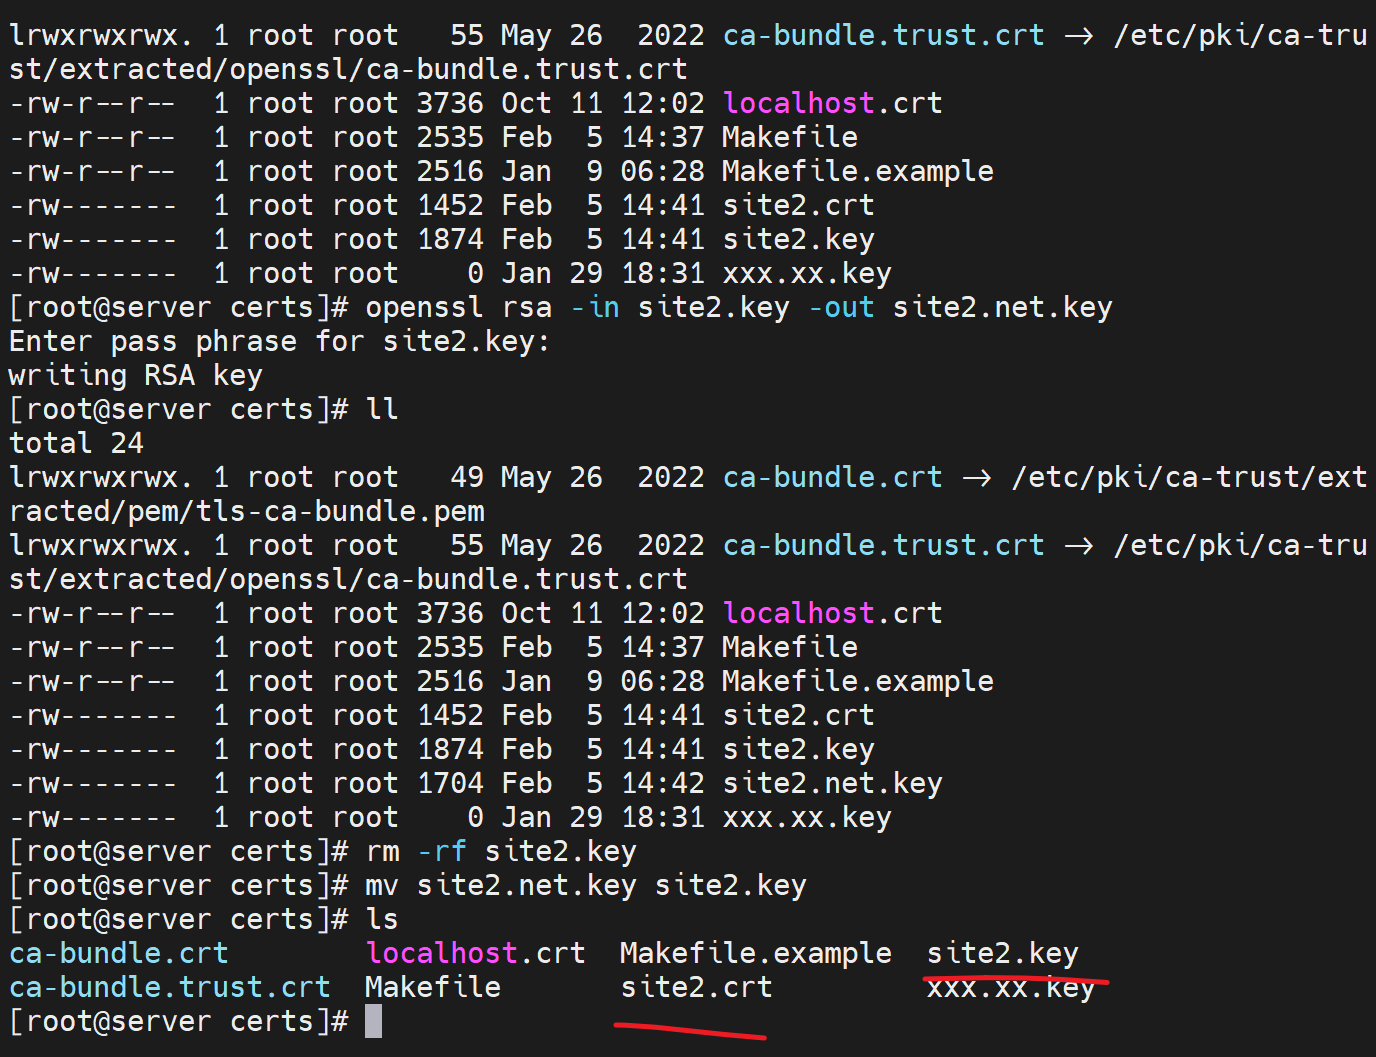 lrwxrwxrwx. 1 root root   55 May 26  2022 ca-bundle.trust.crt -> /etc/pki/ca-tru
st/extracted/openssl/ca-bundle.trust.crt
-rw-r--r--  1 root root 3736 Oct 11 12:02 localhost.crt
-rw-r--r--  1 root root 2535 Feb  5 14:37 Makefile
-rw-r--r--  1 root root 2516 Jan  9 06:28 Makefile.example
-rw-------  1 root root 1452 Feb  5 14:41 site2.crt
-rw-------  1 root root 1874 Feb  5 14:41 site2.key
-rw-------  1 root root    0 Jan 29 18:31 xxx.xx.key
[root@server certs]# openssl rsa -in site2.key -out site2.net.key
Enter pass phrase for site2.key:
writing RSA key
[root@server certs]# ll
total 24
lrwxrwxrwx. 1 root root   49 May 26  2022 ca-bundle.crt -> /etc/pki/ca-trust/ext
racted/pem/tls-ca-bundle.pem
lrwxrwxrwx. 1 root root   55 May 26  2022 ca-bundle.trust.crt -> /etc/pki/ca-tru
st/extracted/openssl/ca-bundle.trust.crt
-rw-r--r--  1 root root 3736 Oct 11 12:02 localhost.crt
-rw-r--r--  1 root root 2535 Feb  5 14:37 Makefile
-rw-r--r--  1 root root 2516 Jan  9 06:28 Makefile.example
-rw-------  1 root root 1452 Feb  5 14:41 site2.crt
-rw-------  1 root root 1874 Feb  5 14:41 site2.key
-rw-------  1 root root 1704 Feb  5 14:42 site2.net.key
-rw-------  1 root root    0 Jan 29 18:31 xxx.xx.key
[root@server certs]# rm -rf site2.key
[root@server certs]# mv site2.net.key site2.key
[root@server certs]# ls
ca-bundle.crt        localhost.crt  Makefile.example  site2.key
ca-bundle.trust.crt  Makefile       site2.crt         xxx.xx.key
[root@server certs]#